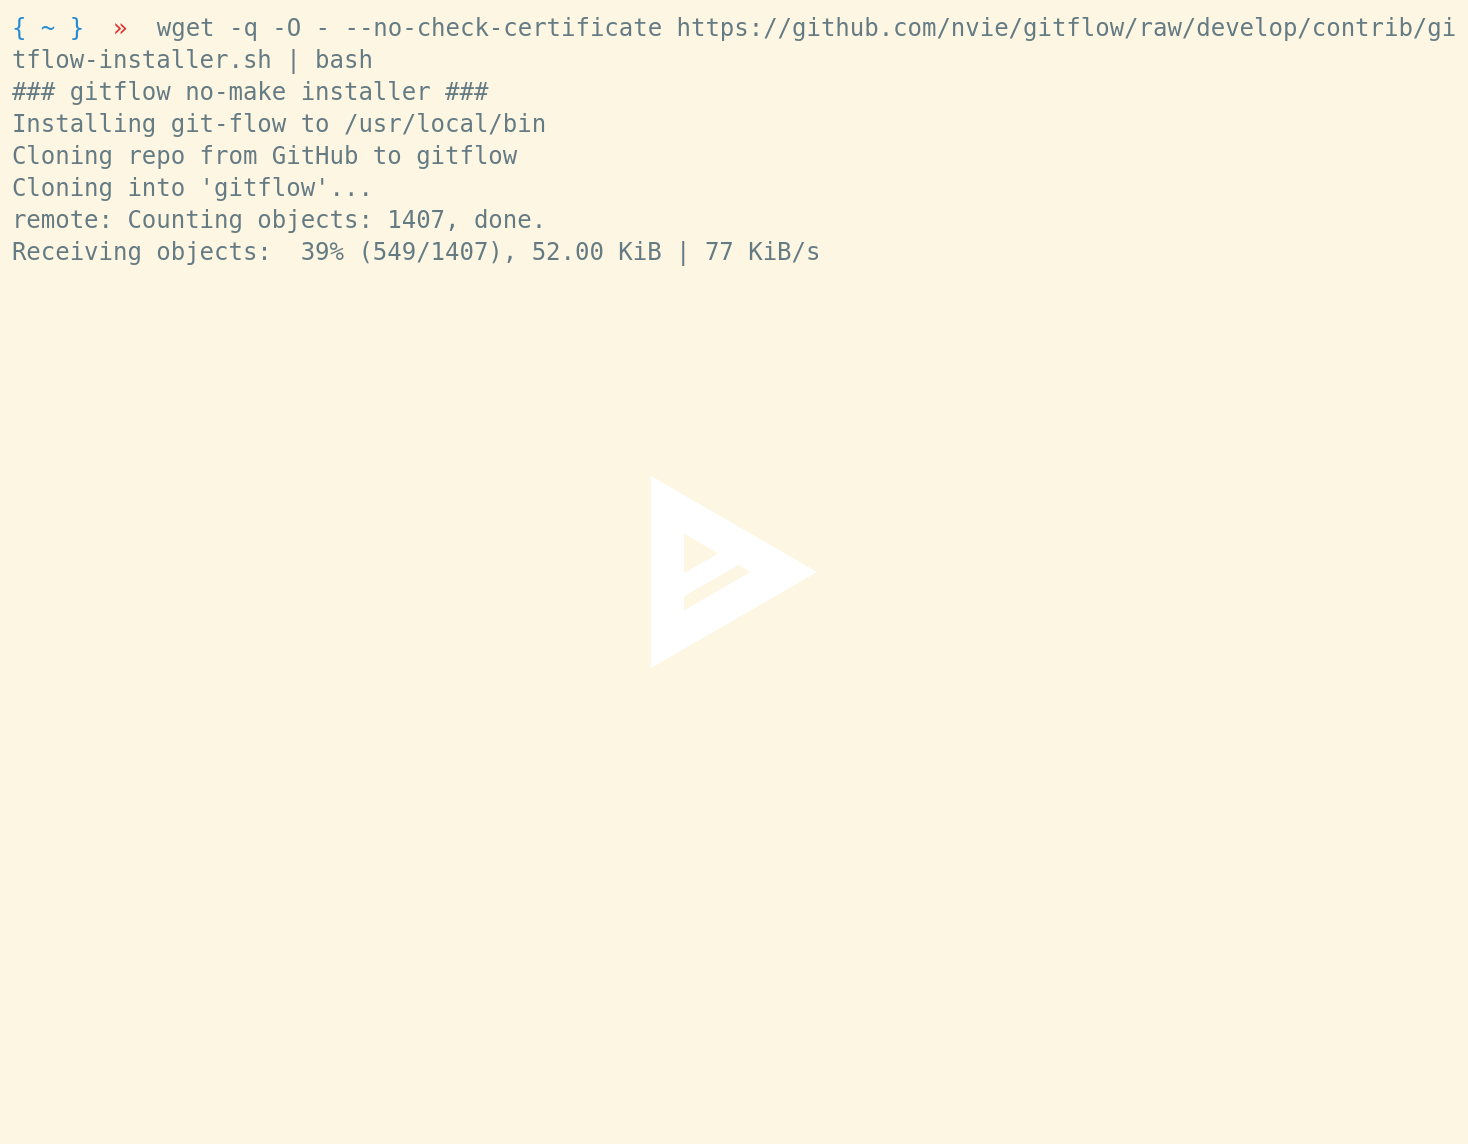 { ~ }  »  wget -q -O - --no-check-certificate https://github.com/nvie/gitflow/raw/develop/contrib/gi
tflow-installer.sh | bash
### gitflow no-make installer ###
Installing git-flow to /usr/local/bin
Cloning repo from GitHub to gitflow
Cloning into 'gitflow'...
remote: Counting objects: 1407, done.
Receiving objects:  39% (549/1407), 52.00 KiB | 77 KiB/s